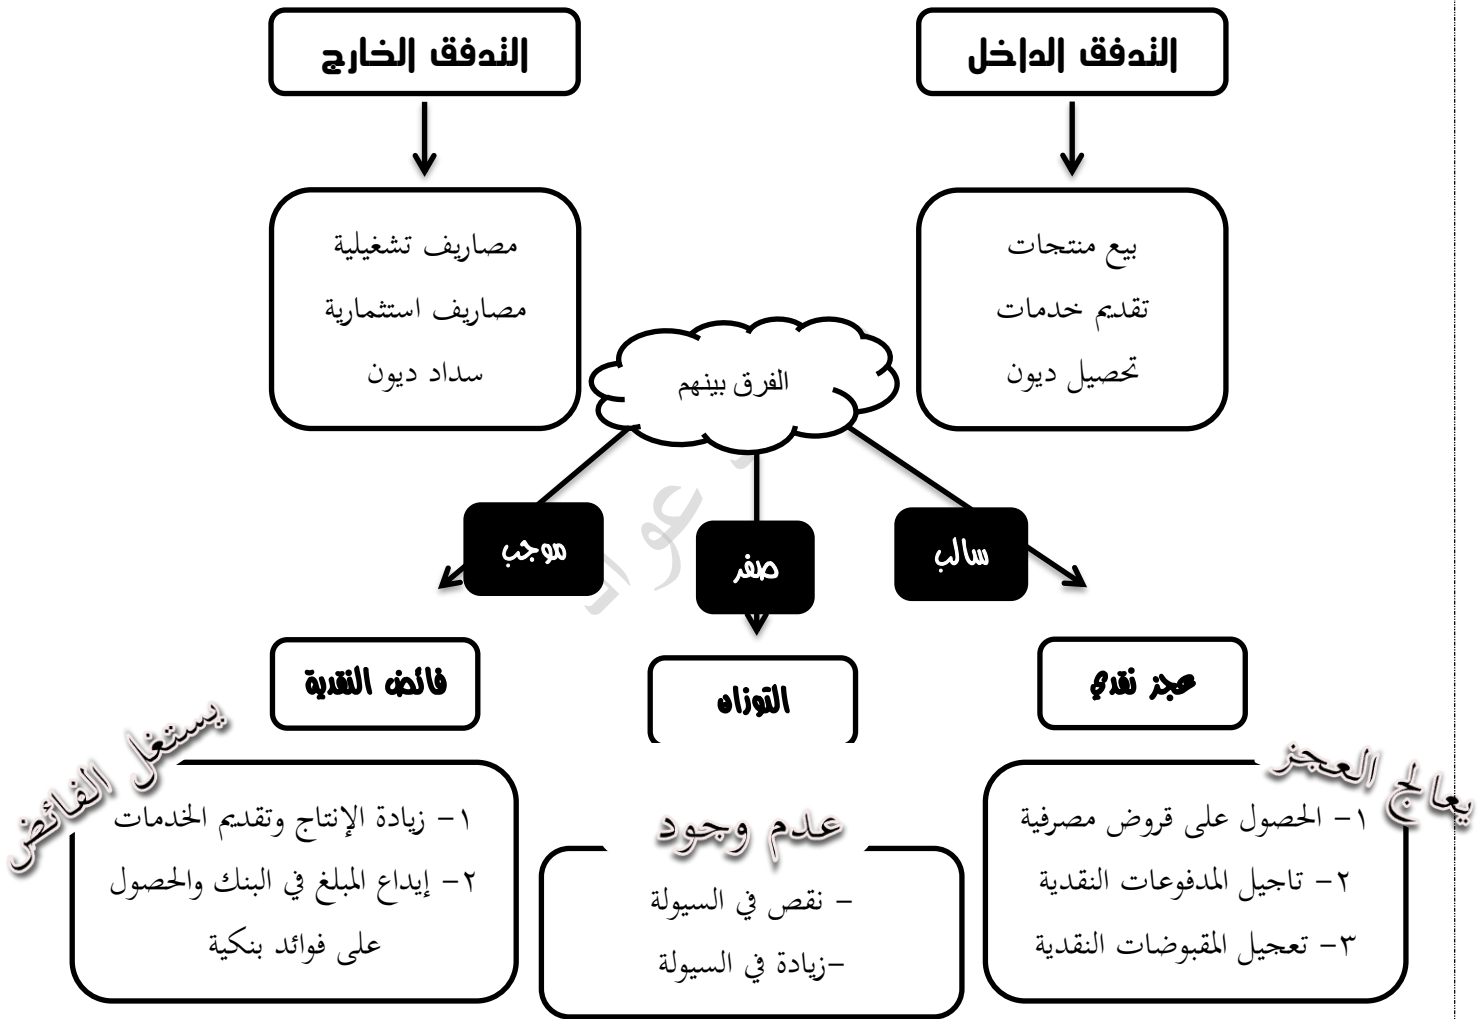 التدفق الداخل
التدفق الخارج
بيع منتجات
تقديم خدمات
تحصيل ديون
مصاريف تشغيلية
مصاريف استثمارية
سداد ديون
الفرق بينهم
سالب
صفر
موجب
عجز نقدي
التوزان
فائض النقدية
يعالج العجز
١- الحصول على قروض مصرفية
٢- تاجيل المدفوعات النقدية
٣- تعجيل المقبوضات النقدية
عدم وجود
- نقص في السيولة
-زيادة في السيولة
يستغل الفائض
١- زيادة الإنتاج وتقديم الخدمات
٢- إيداع المبلغ في البنك والحصول
على فوائد بنكية